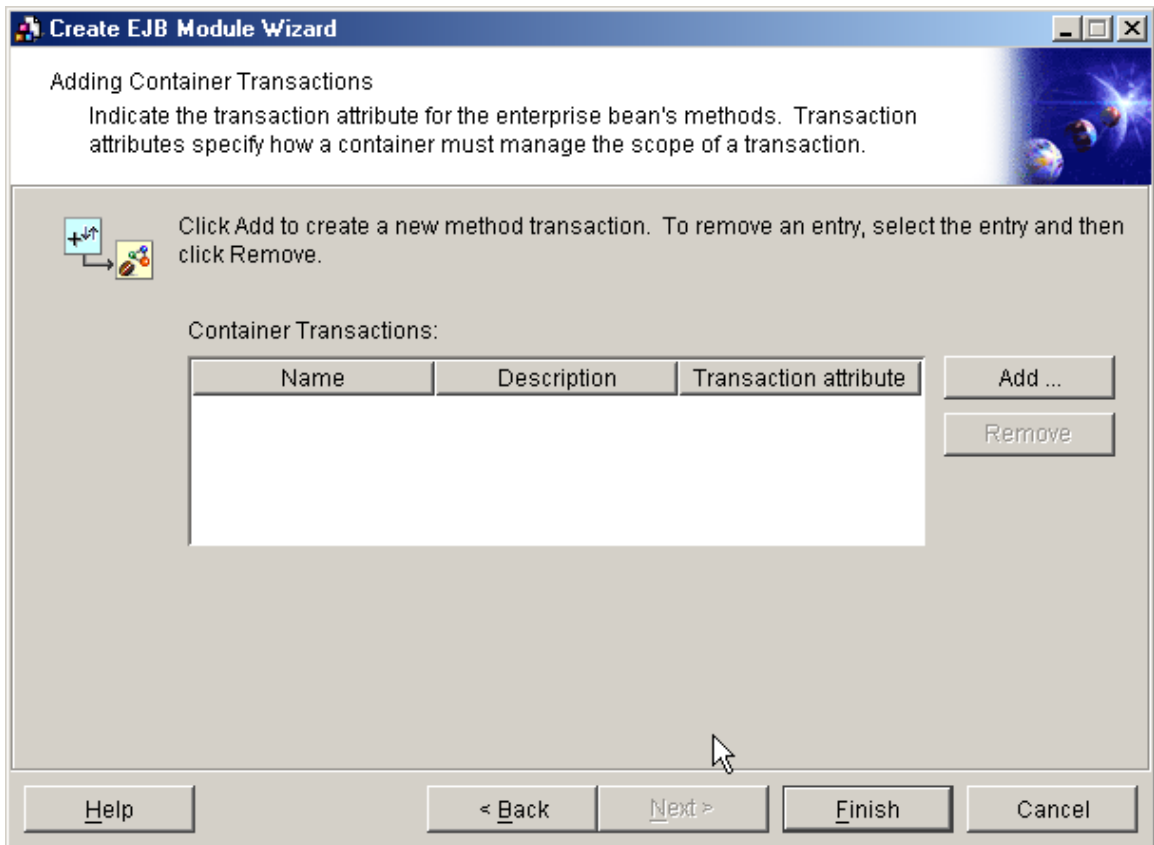 Create EJB Module Wizard
Adding Container Transactions
Indicate the transaction attribute for the enterprise bean's methods. Transaction
attributes specify how a container must manage the scope of a transaction.
Click Add to create a new method transaction. To remove an entry, select the entry and then
click Remove.
Container Transactions:
Name Description Transaction attribute
Add ...
Remove
Help < Back Next > Finish Cancel